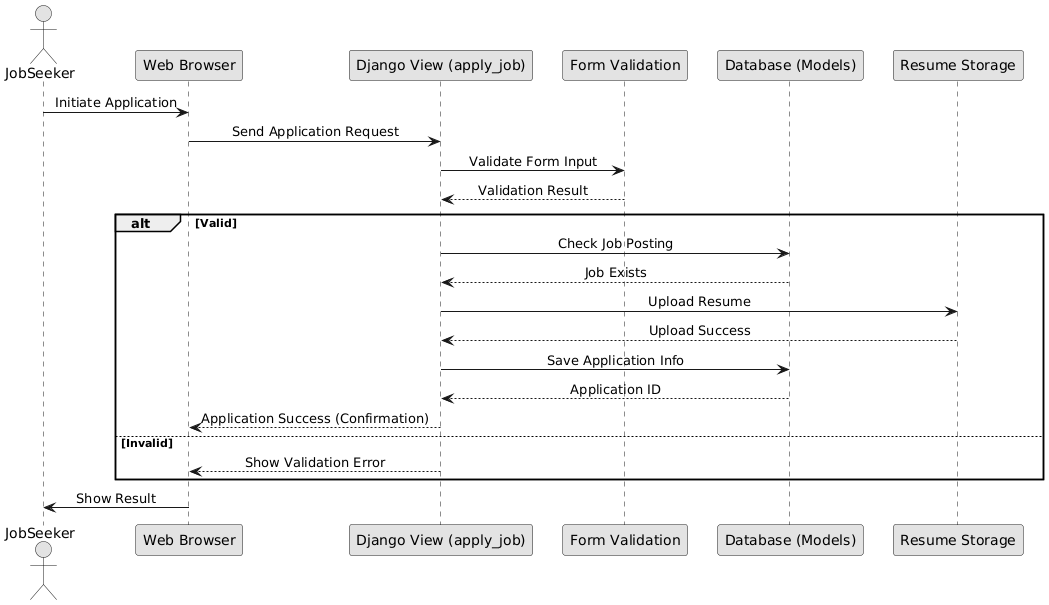 JobSeeker
Web Browser
Django View (apply_job)
Form Validation
Database (Models)
Resume Storage
Initiate Application
Send Application Request
Validate Form Input
Validation Result
alt
[Valid]
Check Job Posting
Job Exists
Upload Resume
Upload Success
Save Application Info
Application ID
Application Success (Confirmation)
[Invalid]
Show Validation Error
Show Result
JobSeeker
Web Browser
Django View (apply_job)
Form Validation
Database (Models)
Resume Storage